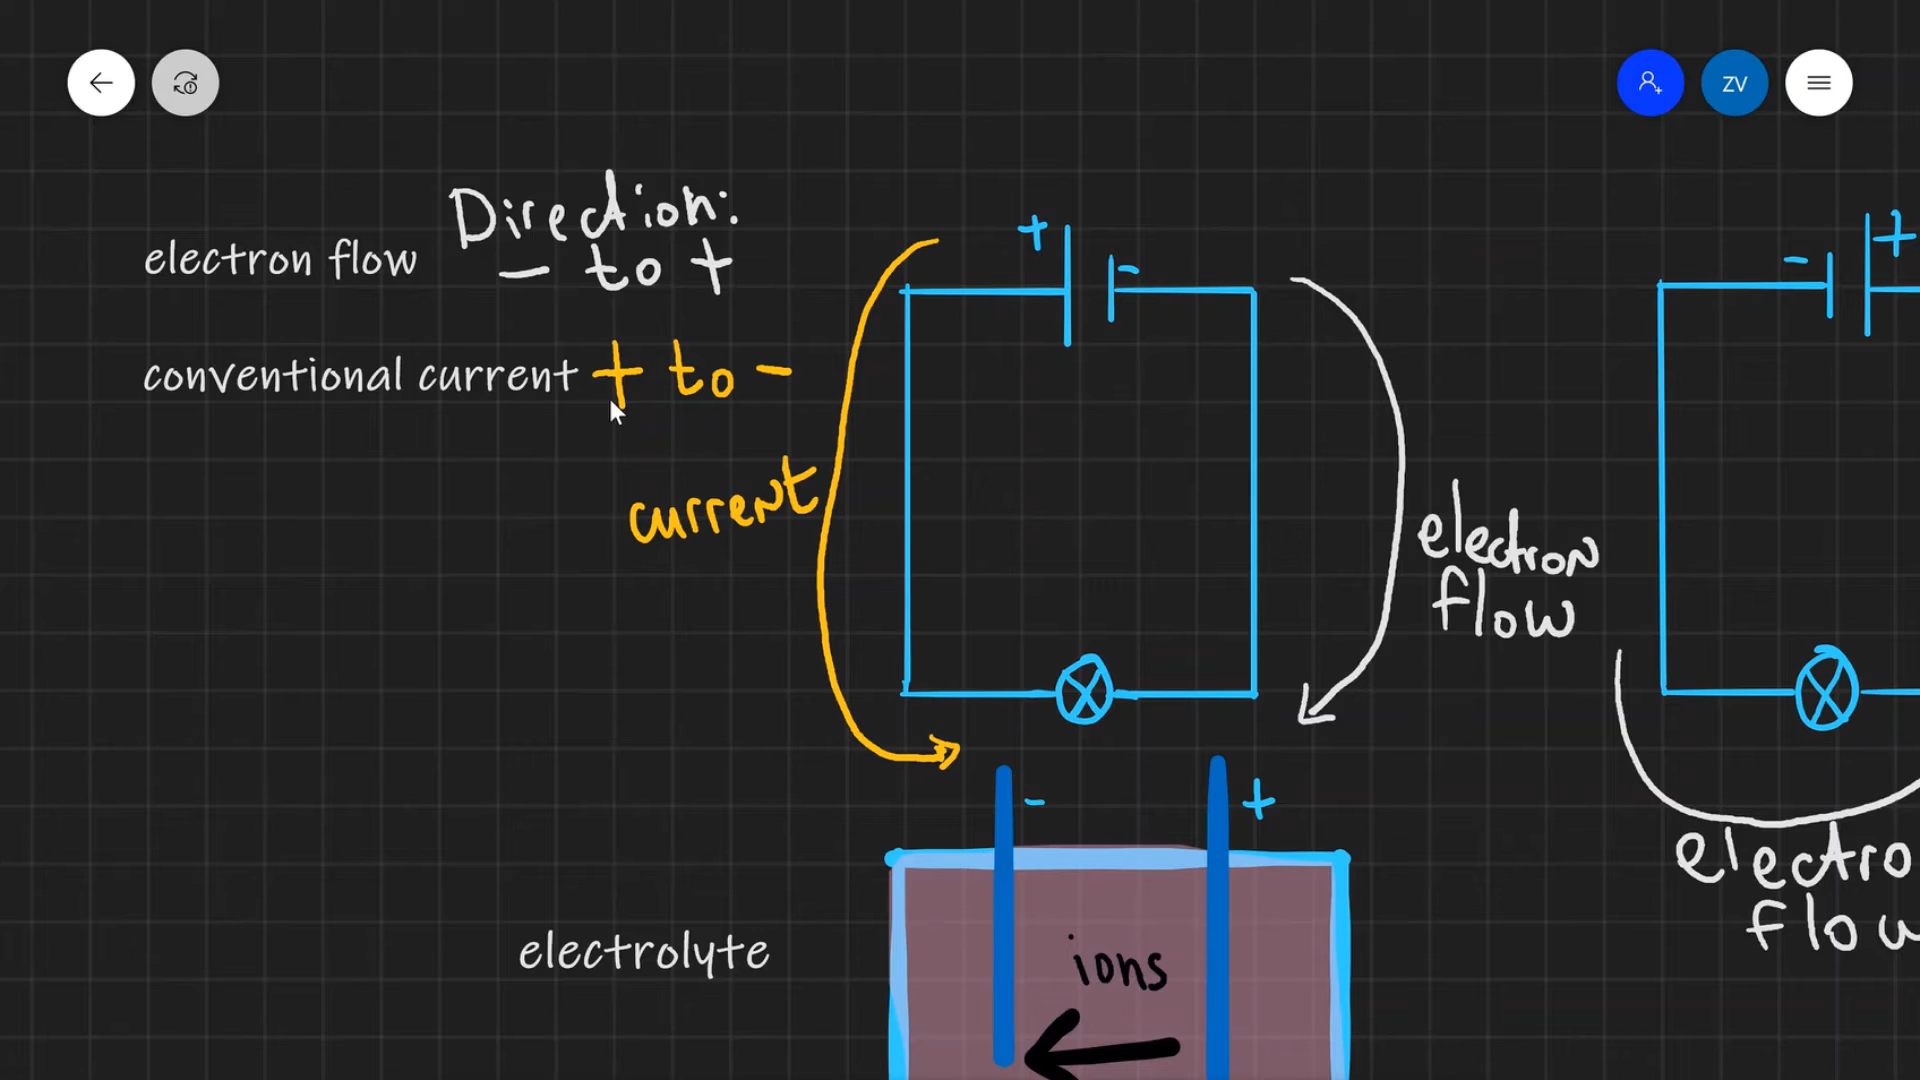 ZV
Direction:
electron flow – to +
conventional current + to -
+
-
-
+
current
electron
flow
-
+
electro
flow
electrolyte
ions